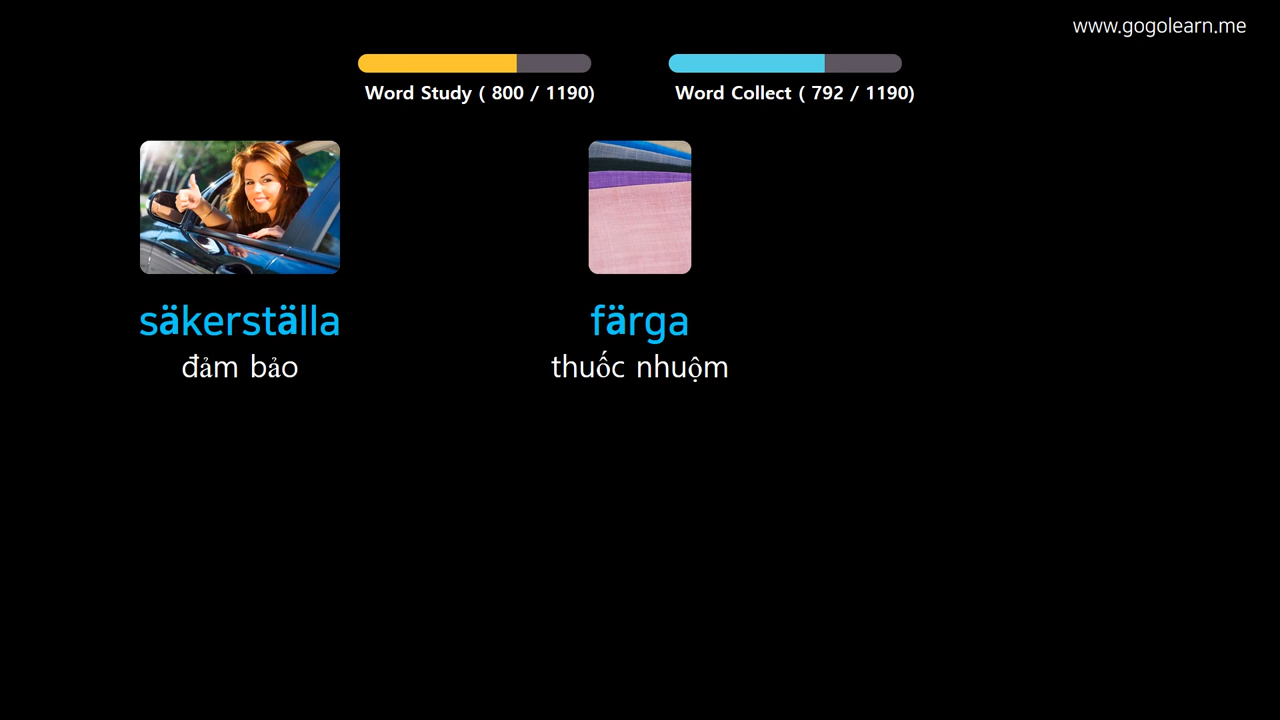 www.gogolearn.me
Word Study ( 800 / 1190)
Word Collect ( 792 / 1190)
säkerställa
đảm bảo
färga
thuốc nhuộm